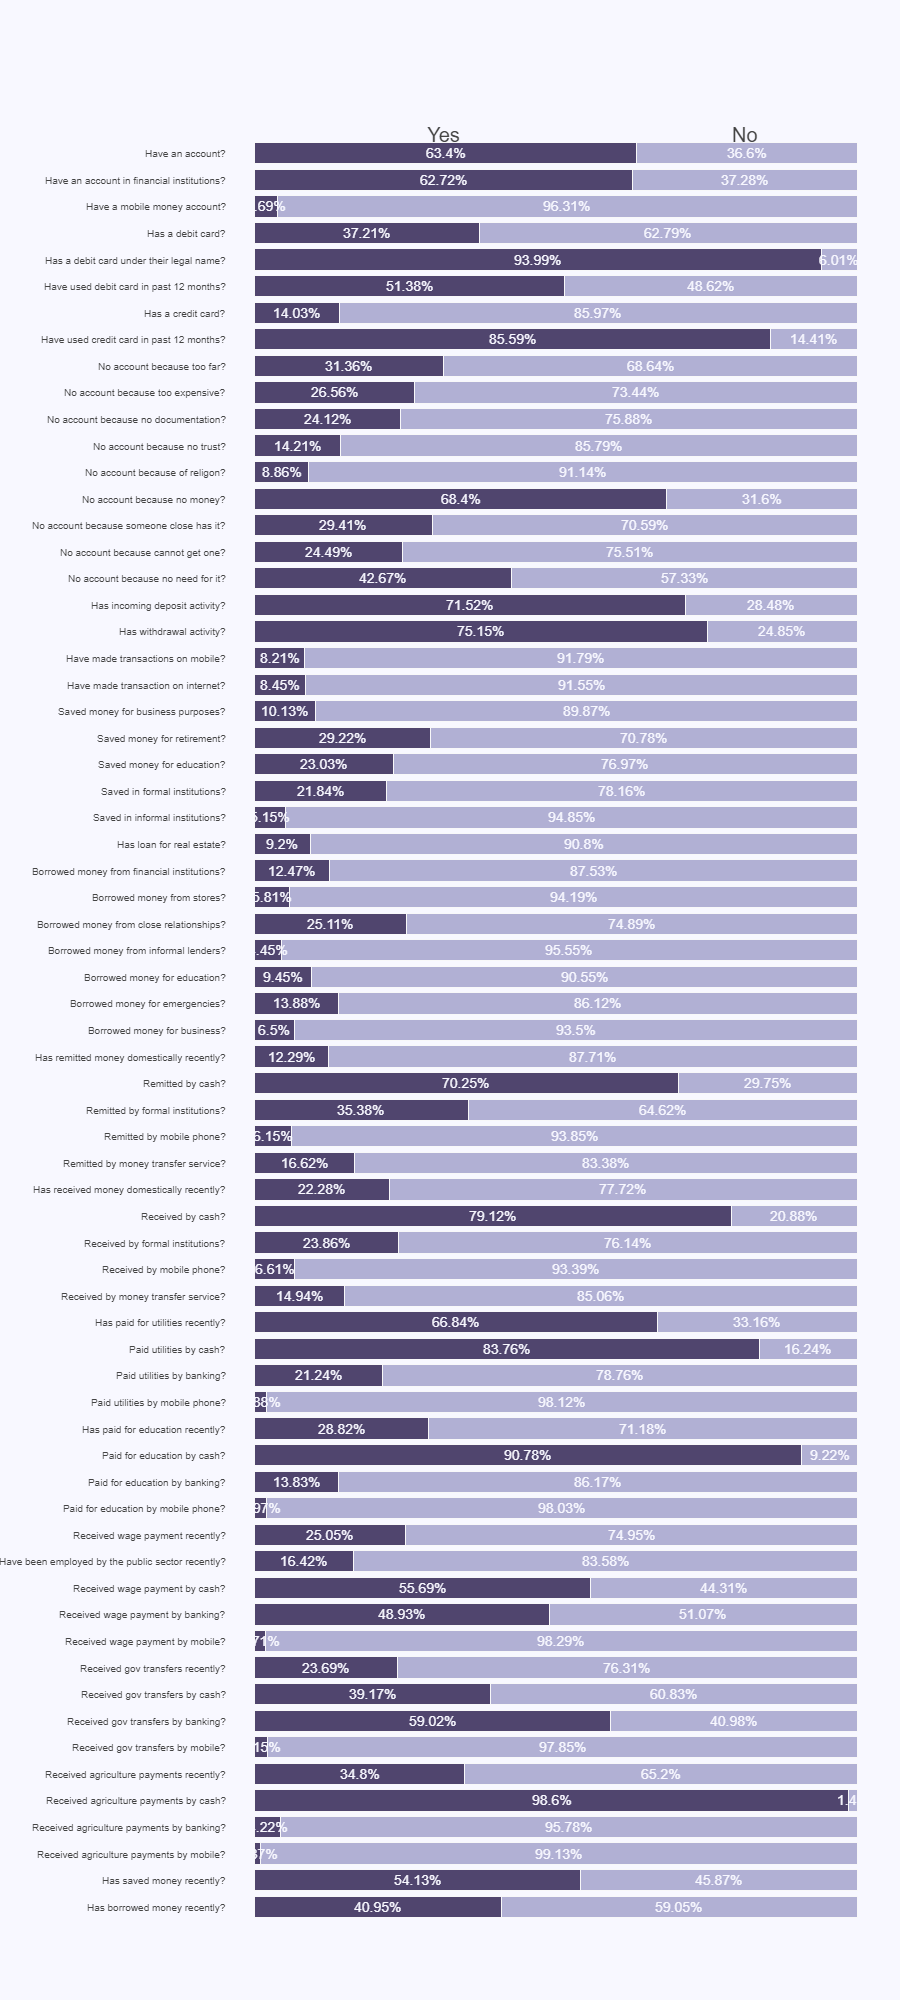 Yes No
Have an account? 63.4% 36.6%
Have an account in financial institutions? 62.72% 37.28%
Have a mobile money account? .69% 96.31%
Has a debit card? 37.21% 62.79%
Has a debit card under their legal name? 93.99% 6.01%
Have used debit card in past 12 months? 51.38% 48.62%
Has a credit card? 14.03% 85.97%
Have used credit card in past 12 months? 85.59% 14.41%
No account because too far? 31.36% 68.64%
No account because too expensive? 26.56% 73.44%
No account because no documentation? 24.12% 75.88%
No account because no trust? 14.21% 85.79%
No account because of religon? 8.86% 91.14%
No account because no money? 68.4% 31.6%
No account because someone close has it? 29.41% 70.59%
No account because cannot get one? 24.49% 75.51%
No account because no need for it? 42.67% 57.33%
Has incoming deposit activity? 71.52% 28.48%
Has withdrawal activity? 75.15% 24.85%
Have made transactions on mobile? 8.21% 91.79%
Have made transaction on internet? 8.45% 91.55%
Saved money for business purposes? 10.13% 89.87%
Saved money for retirement? 29.22% 70.78%
Saved money for education? 23.03% 76.97%
Saved in formal institutions? 21.84% 78.16%
Saved in informal institutions? 5.15% 94.85%
Has loan for real estate? 9.2% 90.8%
Borrowed money from financial institutions? 12.47% 87.53%
Borrowed money from stores? 5.81% 94.19%
Borrowed money from close relationships? 25.11% 74.89%
Borrowed money from informal lenders? .45% 95.55%
Borrowed money for education? 9.45% 90.55%
Borrowed money for emergencies? 13.88% 86.12%
Borrowed money for business? 6.5% 93.5%
Has remitted money domestically recently? 12.29% 87.71%
Remitted by cash? 70.25% 29.75%
Remitted by formal institutions? 35.38% 64.62%
Remitted by mobile phone? 6.15% 93.85%
Remitted by money transfer service? 16.62% 83.38%
Has received money domestically recently? 22.28% 77.72%
Received by cash? 79.12% 20.88%
Received by formal institutions? 23.86% 76.14%
Received by mobile phone? 6.61% 93.39%
Received by money transfer service? 14.94% 85.06%
Has paid for utilities recently? 66.84% 33.16%
Paid utilities by cash? 83.76% 16.24%
Paid utilities by banking? 21.24% 78.76%
Paid utilities by mobile phone? 88% 98.12%
Has paid for education recently? 28.82% 71.18%
Paid for education by cash? 90.78% 9.22%
Paid for education by banking? 13.83% 86.17%
Paid for education by mobile phone? 97% 98.03%
Received wage payment recently? 25.05% 74.95%
Have been employed by the public sector recently? 16.42% 83.58%
Received wage payment by cash? 55.69% 44.31%
Received wage payment by banking? 48.93% 51.07%
Received wage payment by mobile? 71% 98.29%
Received gov transfers recently? 23.69% 76.31%
Received gov transfers by cash? 39.17% 60.83%
Received gov transfers by banking? 59.02% 40.98%
Received gov transfers by mobile? 15% 97.85%
Received agriculture payments recently? 34.8% 65.2%
Received agriculture payments by cash? 98.6% 1.4
Received agriculture payments by banking? .22% 95.78%
Received agriculture payments by mobile? 87% 99.13%
Has saved money recently? 54.13% 45.87%
Has borrowed money recently? 40.95% 59.05%